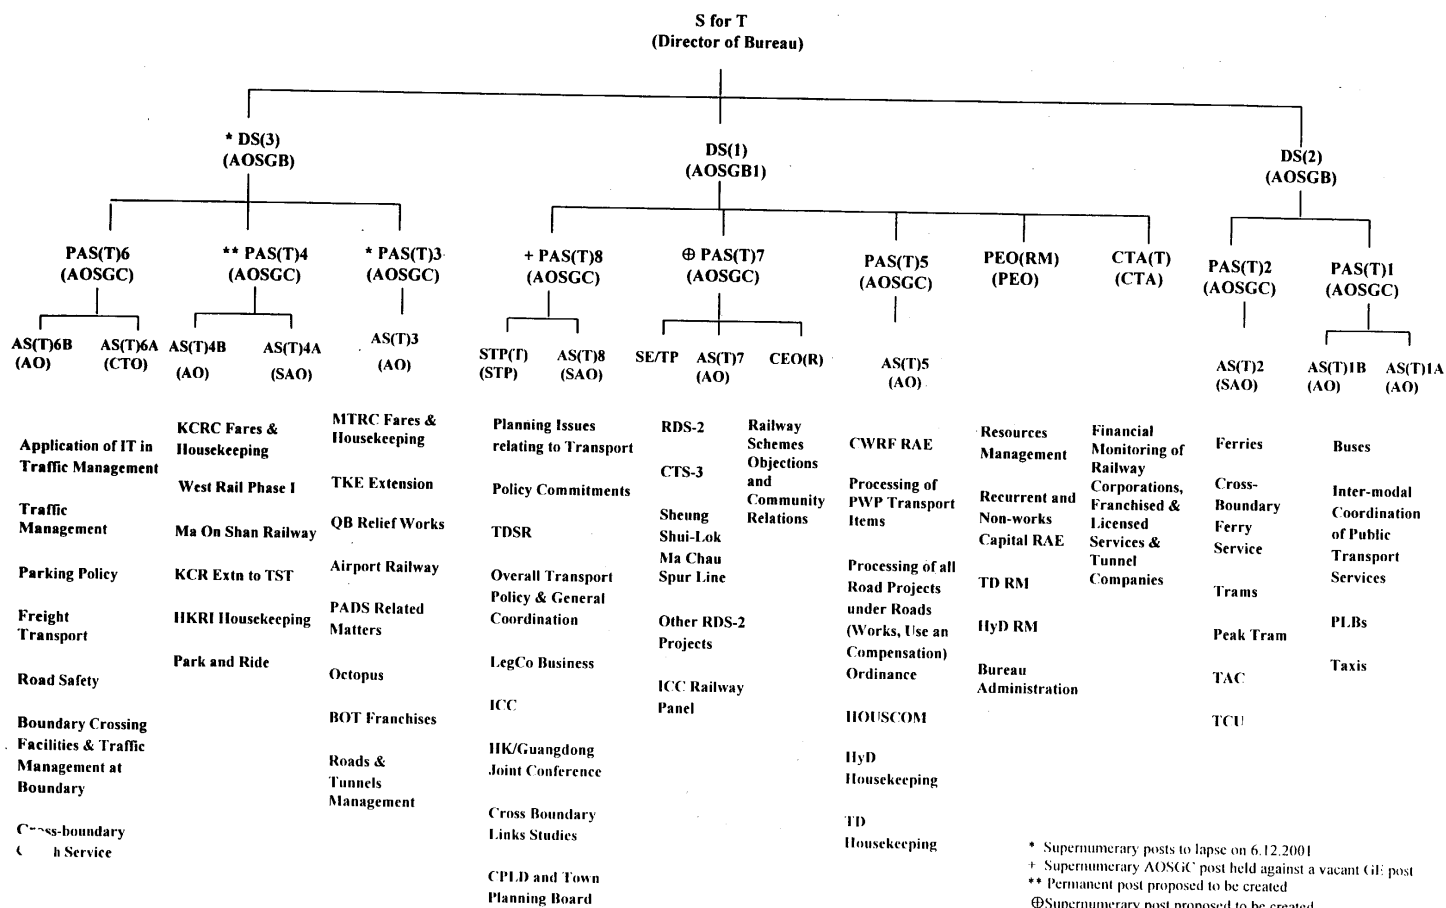 S for T
(Director of Bureau)
* DS(3)
(AOSGB)
DS(1)
(AOSGB1)
DS(2)
(AOSGB)
PAS(T)6
(AOSGC)
** PAS(T)4
(AOSGC)
* PAS(T)3
(AOSGC)
+ PAS(T)8
(AOSGC)
⊕ PAS(T)7
(AOSGC)
PAS(T)5
(AOSGC)
PEO(RM)
(PEO)
CTA(T)
(CTA)
PAS(T)2
(AOSGC)
PAS(T)1
(AOSGC)
AS(T)6B
(AO)
AS(T)6A
(CTO)
AS(T)4B
(AO)
AS(T)4A
(SAO)
AS(T)3
(AO)
STP(T)
(STP)
AS(T)8
(SAO)
SE/TP
AS(T)7
(AO)
CEO(R)
AS(T)5
(AO)
AS(T)2
(SAO)
AS(T)1B
(AO)
AS(T)1A
(AO)
Application of IT in
Traffic Management
Traffic
Management
Parking Policy
Freight
Transport
Road Safety
Boundary Crossing
Facilities & Traffic
Management at
Boundary
Cross-boundary
Service
KCRC Fares &
Housekeeping
West Rail Phase I
Ma On Shan Railway
KCR Extn to TST
HKRI Housekeeping
Park and Ride
MTRC Fares &
Housekeeping
TKE Extension
QB Relief Works
Airport Railway
PADS Related
Matters
Octopus
BOT Franchises
Roads &
Tunnels
Management
Planning Issues
relating to Transport
Policy Commitments
TDSR
Overall Transport
Policy & General
Coordination
LegCo Business
ICC
HK/Guangdong
Joint Conference
Cross Boundary
Links Studies
CPLD and Town
Planning Board
RDS-2
CTS-3
Sheung
Shui-Lok
Ma Chau
Spur Line
Other RDS-2
Projects
ICC Railway
Panel
Railway
Schemes
Objections
and
Community
Relations
CWRF RAE
Processing of
PWP Transport
Items
Processing of all
Road Projects
under Roads
(Works, Use an
Compensation)
Ordinance
HOUSCOM
HyD
Housekeeping
TD
Housekeeping
Resources
Management
Recurrent and
Non-works
Capital RAE
TD RM
HyD RM
Bureau
Administration
Financial
Monitoring of
Railway
Corporations,
Franchised &
Licensed
Services &
Tunnel
Companies
Ferries
Cross-
Boundary
Ferry
Service
Trams
Peak Tram
TAC
TCU
Buses
Inter-modal
Coordination
of Public
Transport
Services
PLBs
Taxis
* Supernumerary posts to lapse on 6.12.2001
+ Supernumerary AOSGC post held against a vacant GE post
** Permanent post proposed to be created
⊕Supernumerary post proposed to be created